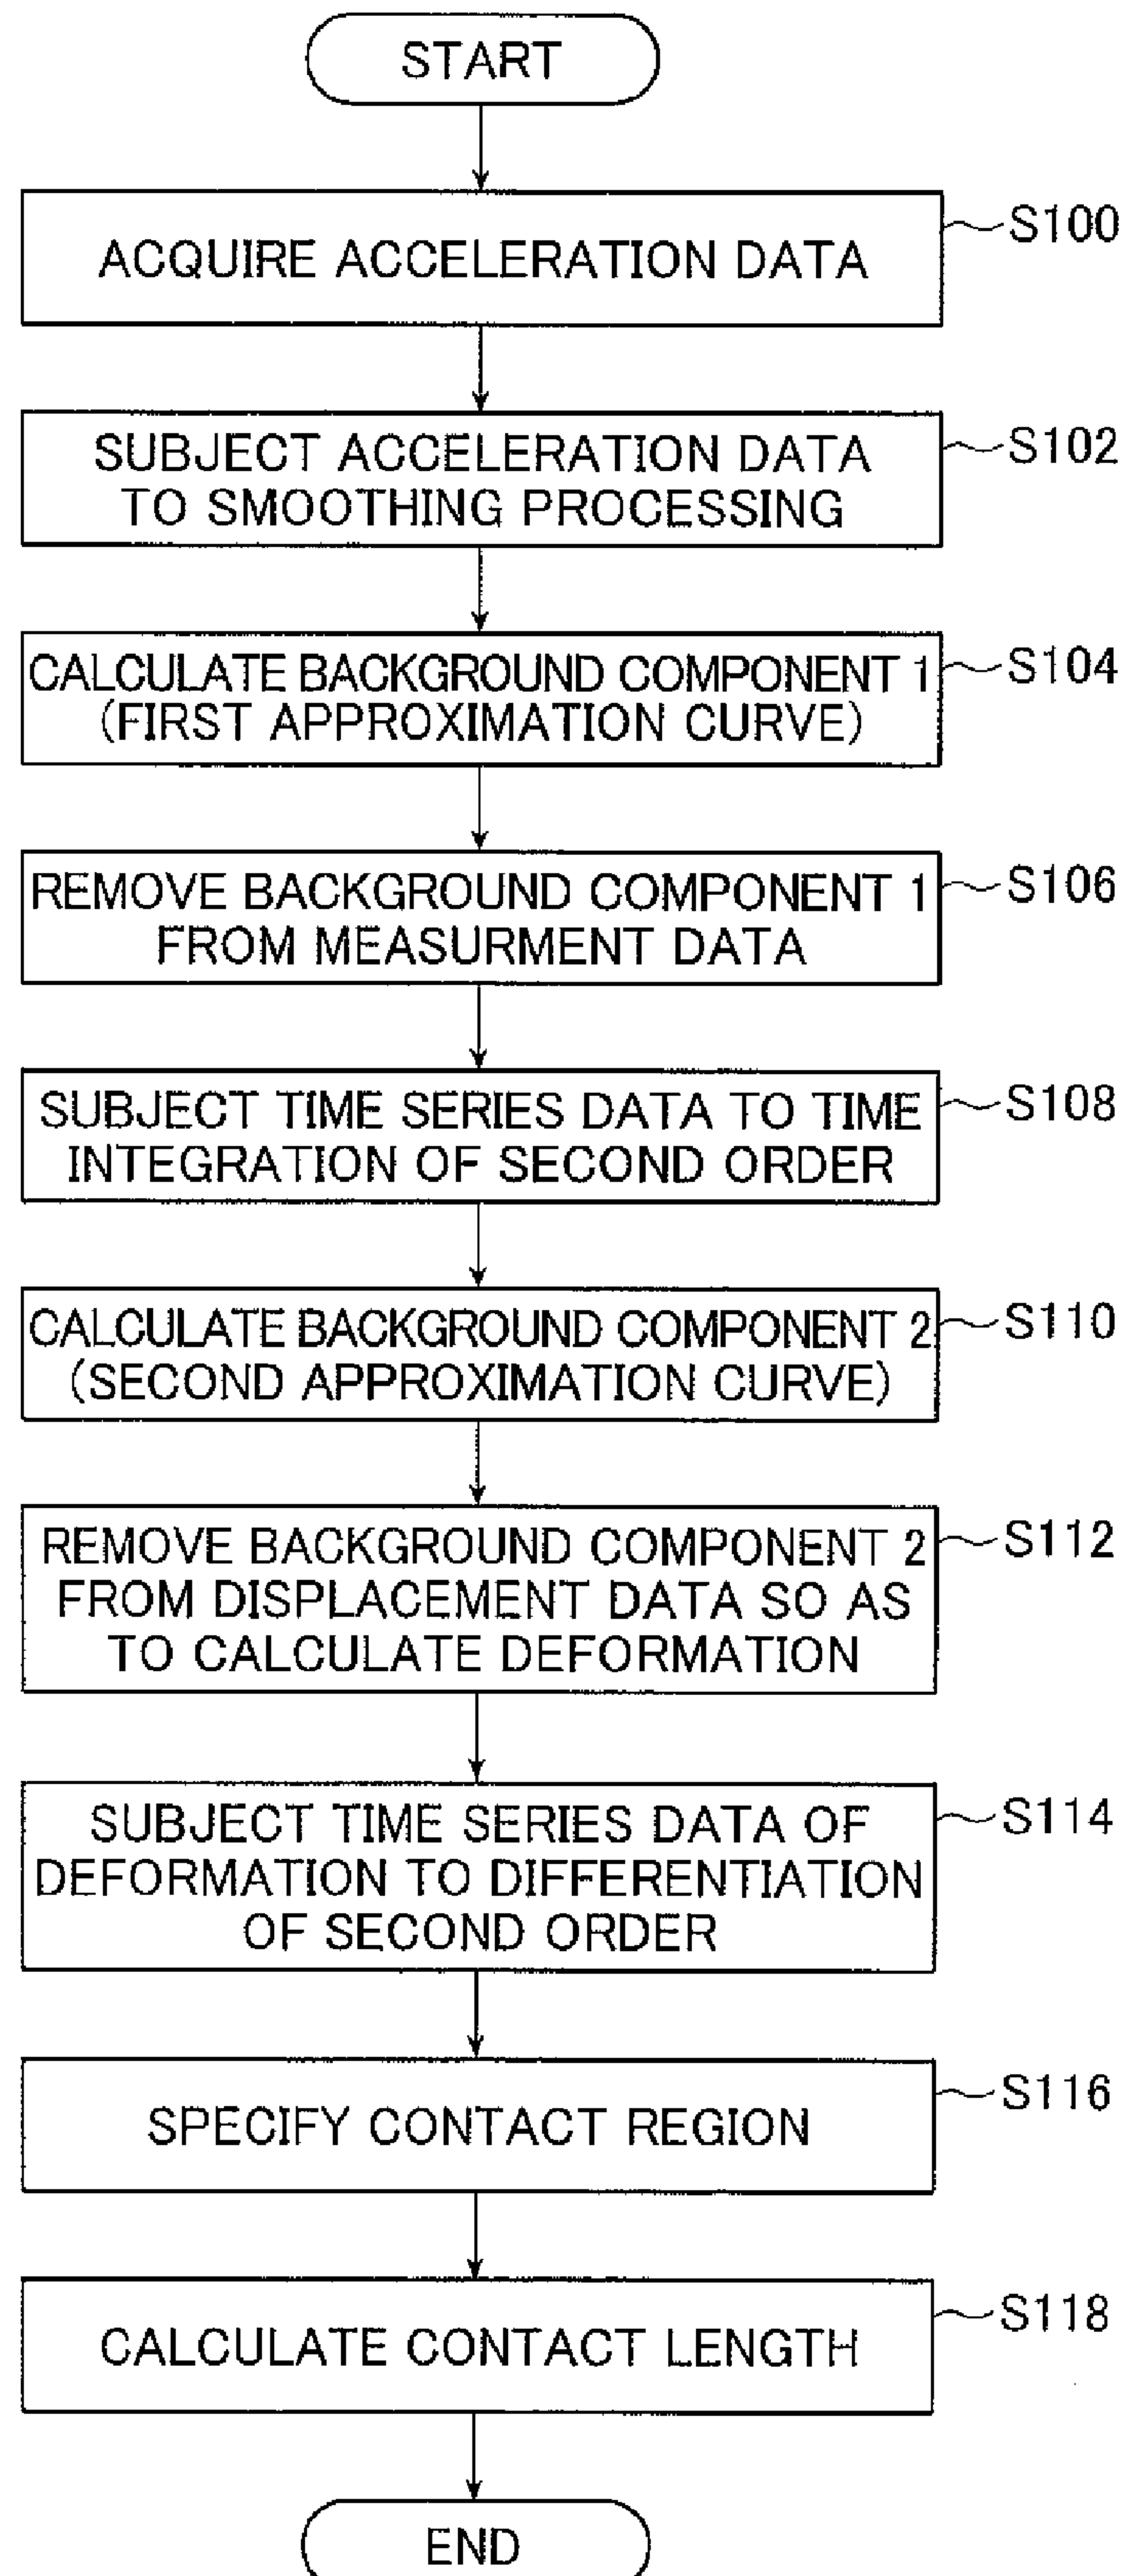 START
ACQUIRE ACCELERATION DATA
S100
SUBJECT ACCELERATION DATA
TO SMOOTHING PROCESSING
S102
CALCULATE BACKGROUND COMPONENT 1
(FIRST APPROXIMATION CURVE)
S104
REMOVE BACKGROUND COMPONENT 1
FROM MEASURMENT DATA
S106
SUBJECT TIME SERIES DATA TO TIME
INTEGRATION OF SECOND ORDER
S108
CALCULATE BACKGROUND COMPONENT 2
(SECOND APPROXIMATION CURVE)
S110
REMOVE BACKGROUND COMPONENT 2
FROM DISPLACEMENT DATA SO AS
TO CALCULATE DEFORMATION
S112
SUBJECT TIME SERIES DATA OF
DEFORMATION TO DIFFERENTIATION
OF SECOND ORDER
S114
SPECIFY CONTACT REGION
S116
CALCULATE CONTACT LENGTH
S118
END